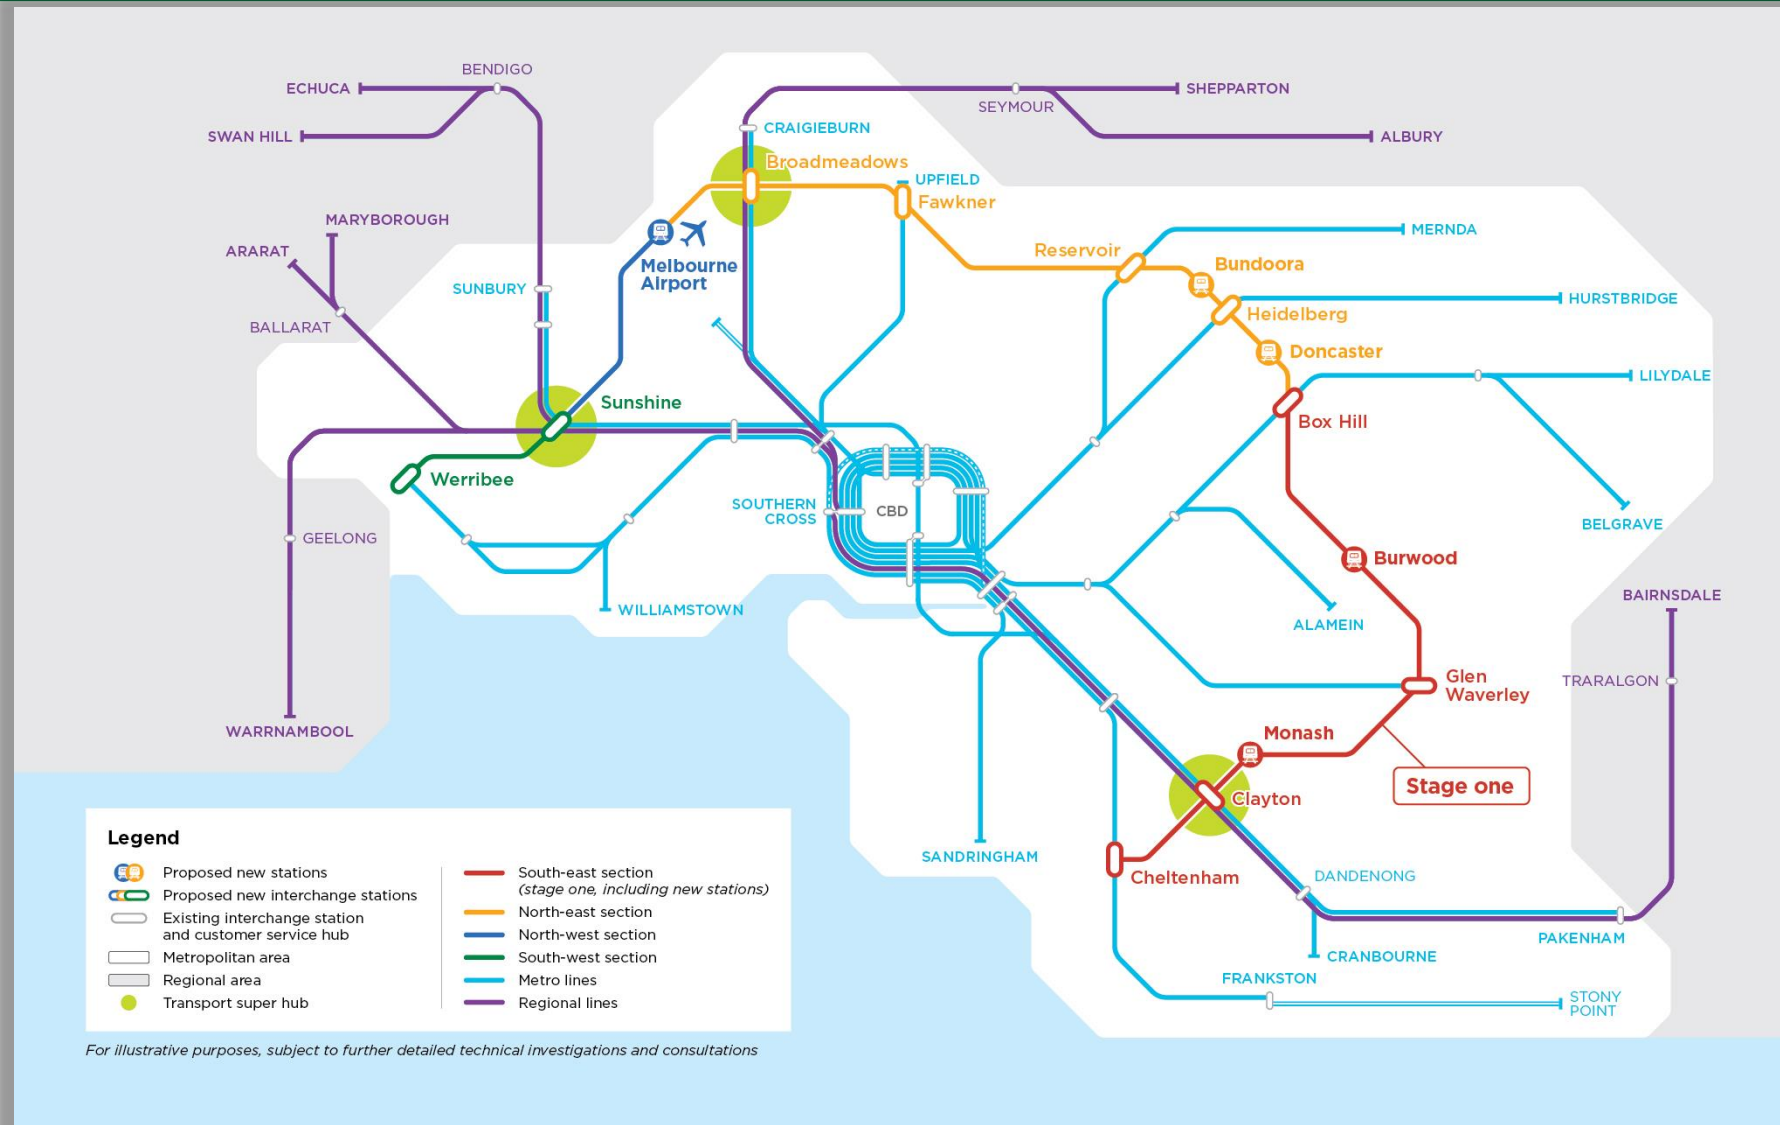 BENDIGO
ECHUCA
SWAN HILL
SHEPPARTON
SEYMOUR
ALBURY
CRAIGIEBURN
Broadmeadows
UPFIELD
Fawkner
MARYBOROUGH
ARARAT
BALLARAT
SUNBURY
Melbourne
Airport
MERNDA
Reservoir
Bundoora
HURSTBRIDGE
Heidelberg
Doncaster
LILYDALE
Box Hill
Sunshine
Werribee
SOUTHERN
CROSS
CBD
BELGRAVE
GEELONG
Burwood
WILLIAMSTOWN
ALAMEIN
BAIRNSDALE
TRARALGON
Glen
Waverley
WARRNAMBOOL
Monash
Stage one
Clayton
SANDRINGHAM
Cheltenham
DANDENONG
PAKENHAM
CRANBOURNE
FRANKSTON
STONY
POINT
Legend
Proposed new stations
Proposed new interchange stations
Existing interchange station
and customer service hub
Metropolitan area
Regional area
Transport super hub
South-east section
(stage one, including new stations)
North-east section
North-west section
South-west section
Metro lines
Regional lines
For illustrative purposes, subject to further detailed technical investigations and consultations